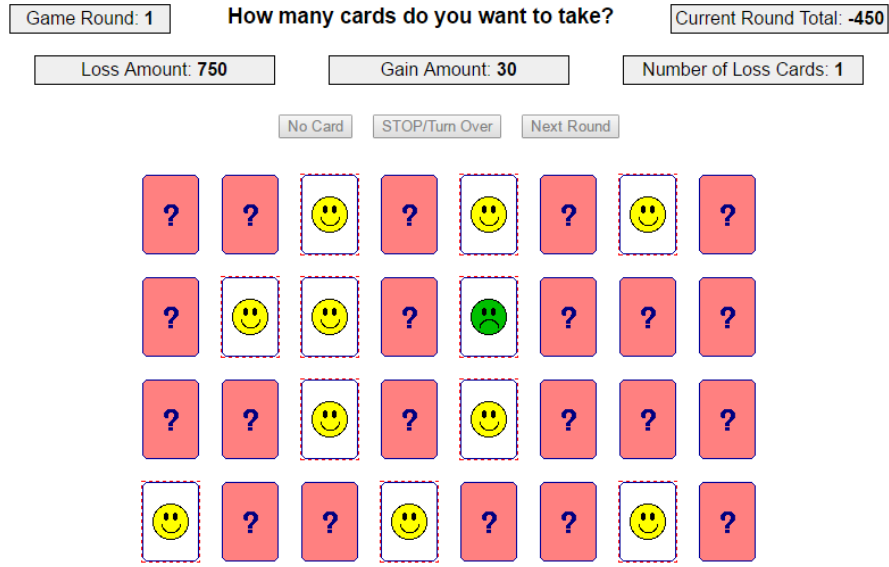 Game Round: 1 How many cards do you want to take? Current Round Total: -450
Loss Amount: 750 Gain Amount: 30 Number of Loss Cards: 1
No Card STOP/Turn Over Next Round
? ? ? ? ?
? ? ? ? ?
? ? ? ? ? ?
? ? ? ? ?